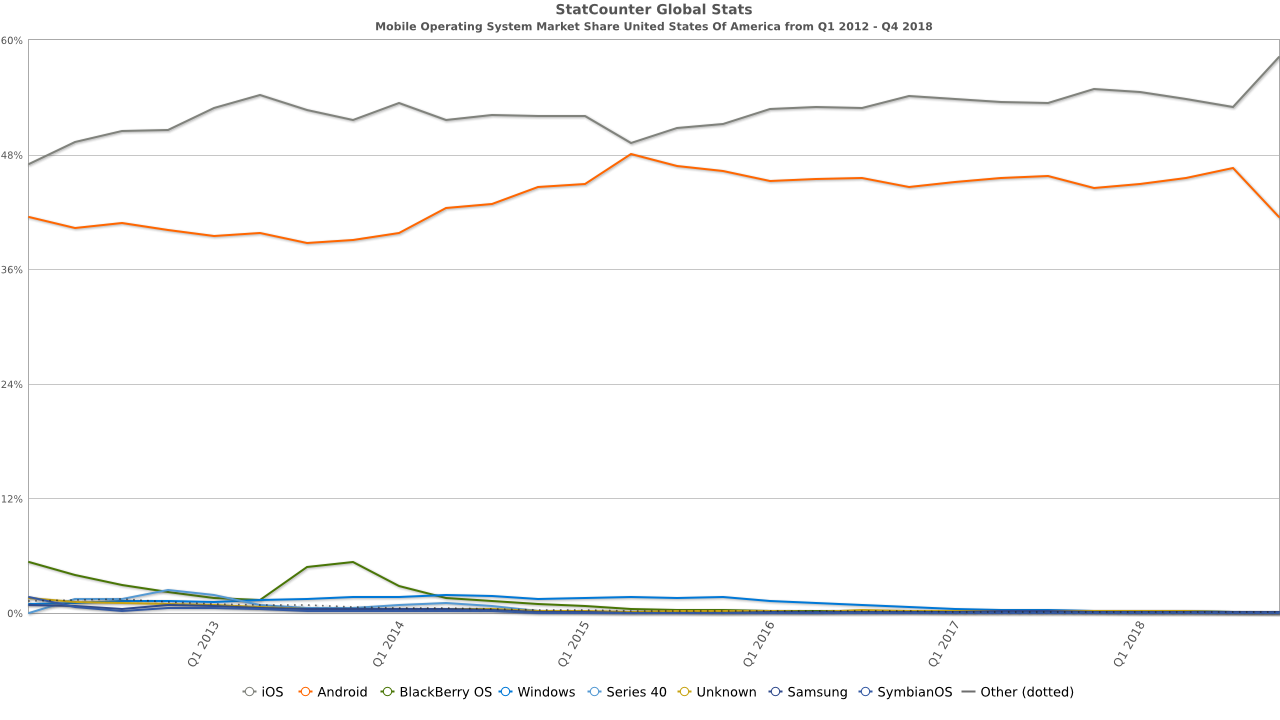 StatCounter Global Stats
Mobile Operating System Market Share United States Of America from Q1 2012 - Q4 2018
60%
48%
36%
24%
12%
0%
Q1 2013 Q1 2014 Q1 2015 Q1 2016 Q1 2017 Q1 2018
iOS Android BlackBerry OS Windows Series 40 Unknown Samsung SymbianOS Other (dotted)